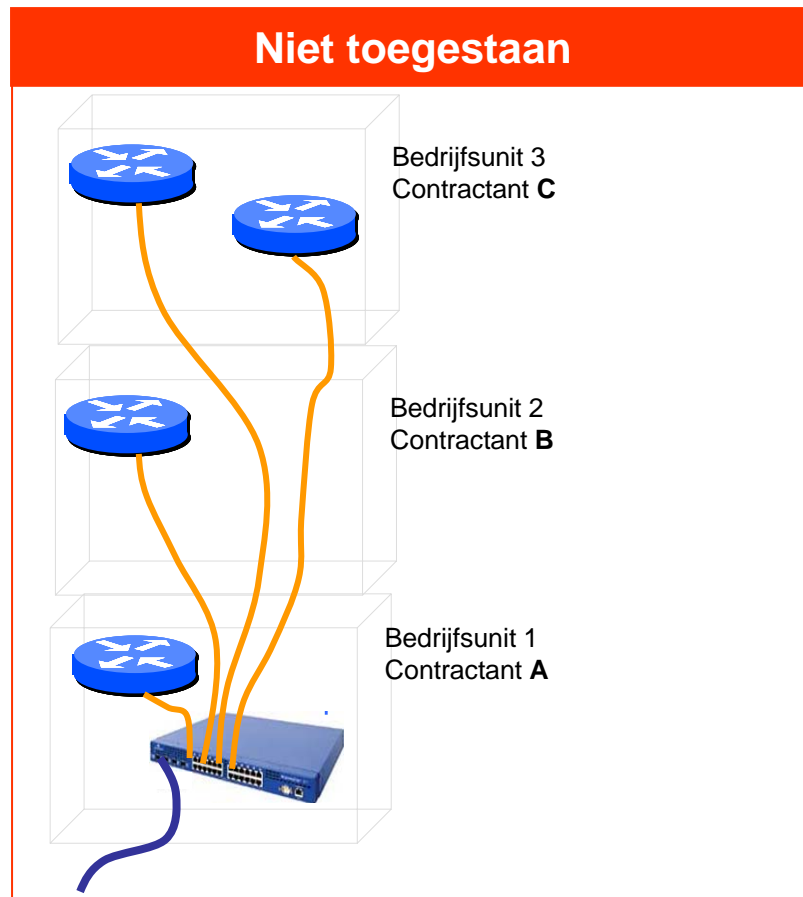 Niet toegestaan
Bedrijfsunit 3
Contractant C
Bedrijfsunit 2
Contractant B
Bedrijfsunit 1
Contractant A